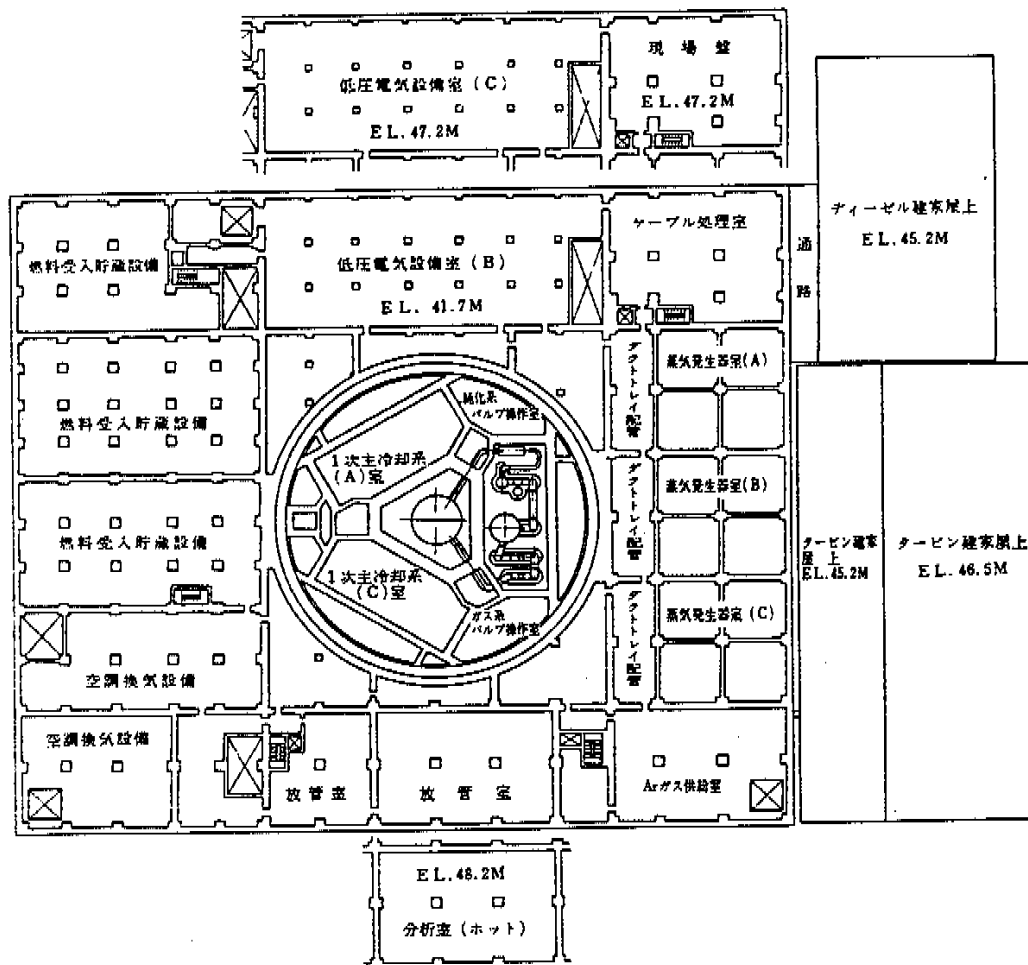 現場盤
低圧電気設備室(C)
EL.47.2M
EL.47.2M
ケーブル処理室
通路
ディーゼル建家屋上
EL.45.2M
燃料受入貯蔵設備
低圧電気設備室(B)
EL.41.7M
ダクトトレイ配管
蒸気発生器室(A)
純化系
バルブ操作室
燃料受入貯蔵設備
1次主冷却系
(A)室
ダクトトレイ配管
蒸気発生器室(B)
燃料受入貯蔵設備
タービン建家
屋上
EL.45.2M
タービン建家屋上
EL.46.5M
1次主冷却系
(C)室
ガス系
バルブ操作室
ダクトトレイ配管
蒸気発生器室(C)
空調換気設備
空調換気設備
放管室
放管室
Arガス供給室
EL.48.2M
分析室(ホット)